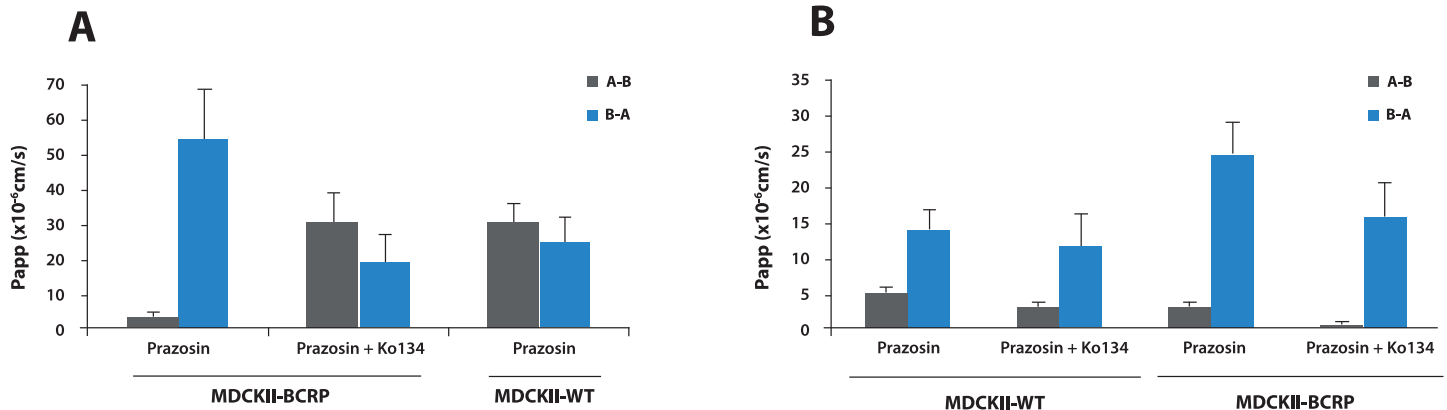 A
Papp (x10⁻⁶cm/s)
70
60
50
40
30
20
10
0
A-B
B-A
Prazosin
Prazosin + Ko134
Prazosin
MDCKII-BCRP
MDCKII-WT
B
Papp (x10⁻⁶cm/s)
35
30
25
20
15
10
5
0
A-B
B-A
Prazosin
Prazosin + Ko134
Prazosin
Prazosin + Ko134
MDCKII-WT
MDCKII-BCRP